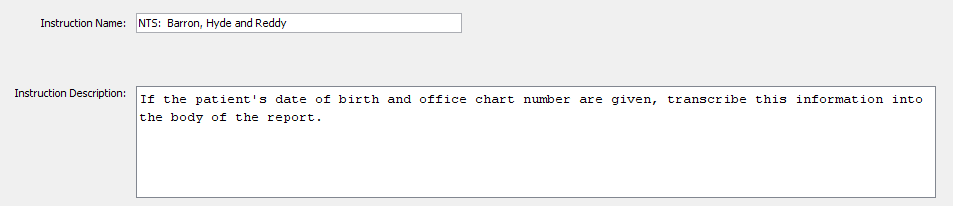 Instruction Name: NTS:  Barron, Hyde and Reddy
Instruction Description: If the patient's date of birth and office chart number are given, transcribe this information into
the body of the report.